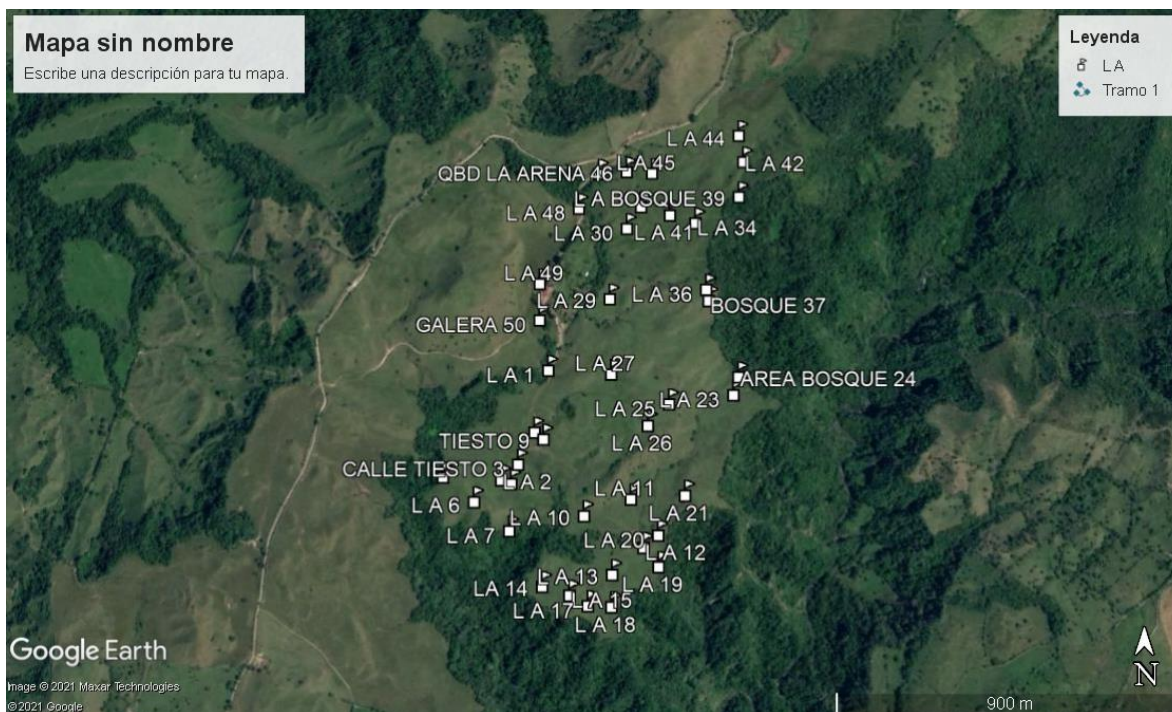 Mapa sin nombre
Escribe una descripción para tu mapa.
Leyenda
L A
Tramo 1
L A 44
L A 45
L A 42
QBD LA ARENA 46
L A BOSQUE 39
L A 48
L A 30
L A 41
L A 34
L A 49
L A 29
L A 36
BOSQUE 37
GALERA 50
L A 27
L A 1
AREA BOSQUE 24
L A 23
L A 25
L A 26
TIESTO 9
CALLE TIESTO 3
L A 2
L A 11
L A 6
L A 10
L A 21
L A 7
L A 20
L A 12
L A 13
L A 14
L A 19
L A 15
L A 17
L A 18
Google Earth
Image © 2021 Maxar Technologies
© 2021 Google
N
900 m